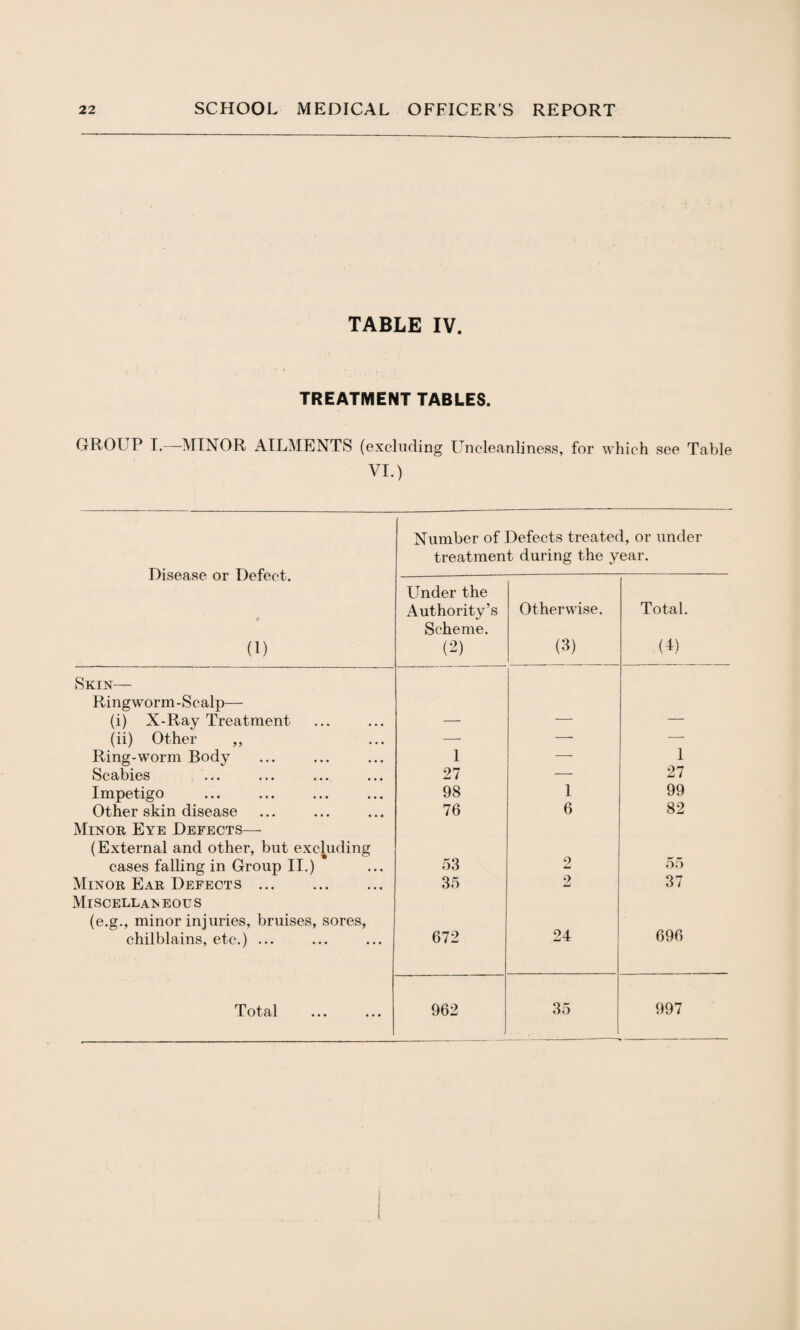 22 SCHOOL MEDICAL OFFICER'S REPORT
TABLE IV.
TREATMENT TABLES.
GROUP I.—MINOR AILMENTS (excluding Uncleanliness, for which see Table
VI.)
Disease or Defect.
(1)
Number of Defects treated, or under
treatment during the year.
Under the
Authority's
Scheme.
(2)
Otherwise.
(3)
Total.
(4)
SKIN—
Ringworm-Scalp—
(i) X-Ray Treatment ... ... — — —
(ii) Other ,, ... — — —
Ring-worm Body ... ... ... 1 — 1
Scabies ... ... ... ... 27 — 27
Impetigo ... ... ... ... 98 1 99
Other skin disease ... ... ... 76 6 82
MINOR EYE DEFECTS—
(External and other, but excluding
cases falling in Group II.) ... 53 2 55
MINOR EAR DEFECTS ... ... ... 35 2 37
MISCELLANEOUS
(e.g., minor injuries, bruises, sores,
chilblains, etc.) ... ... ... 672 24 696
Total ... ... 962 35 997